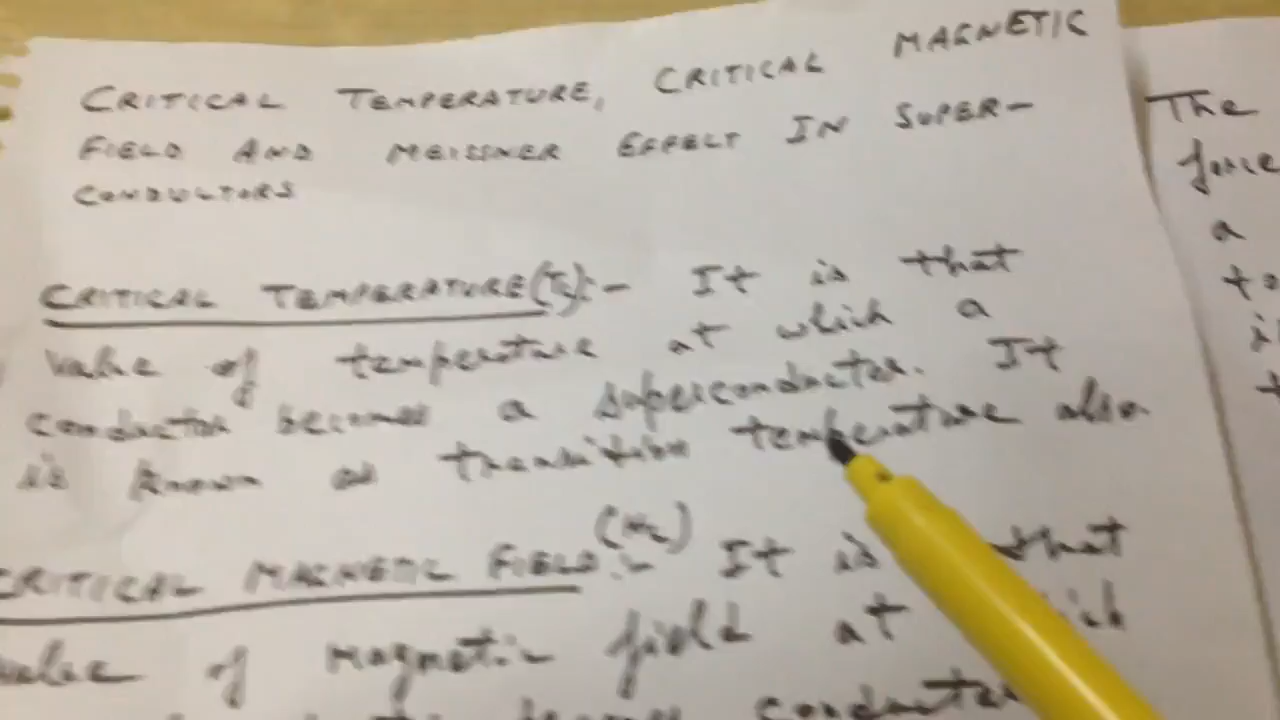 CRITICAL TEMPERATURE, CRITICAL MAGNETIC
FIELD AND MEISSNER EFFECT IN SUPER-
CONDUCTORS
CRITICAL TEMPERATURE(Tc):- It is that
value of temperature at which a
conductor becomes a superconductor. It
is known as transition temperature also
CRITICAL MAGNETIC FIELD(Hc):- It is that
value of magnetic field at
conductor
The
force
a